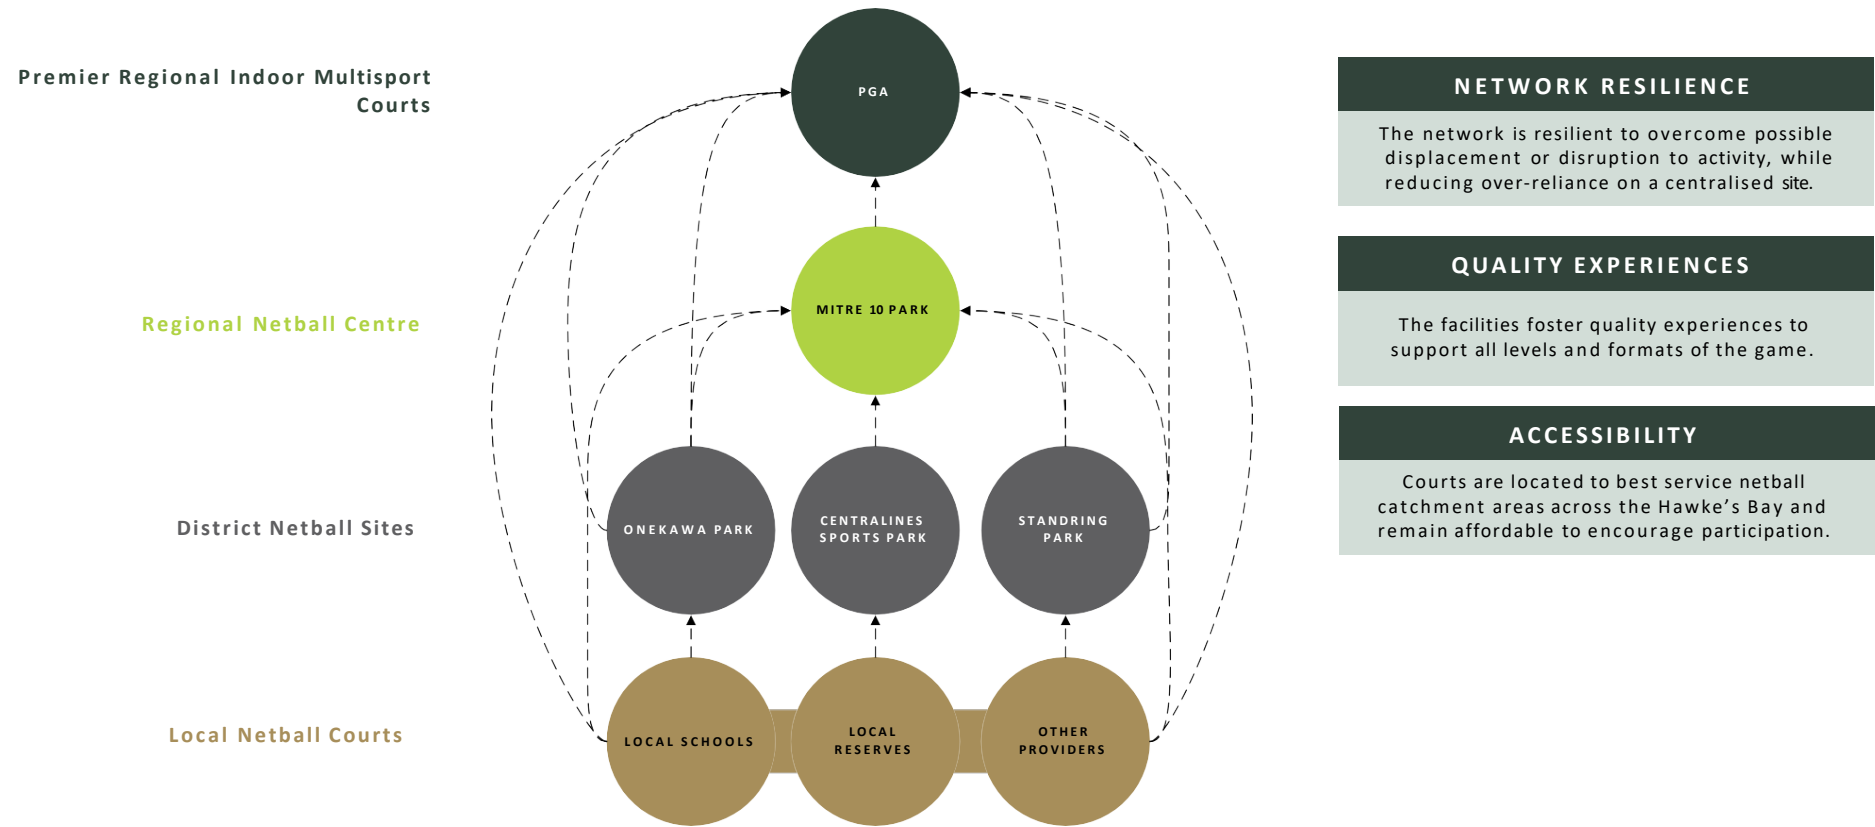 Premier Regional Indoor Multisport
Courts
PGA
Regional Netball Centre
MITRE 10 PARK
District Netball Sites
ONEKAWA PARK
CENTRALINES
SPORTS PARK
STANDRING
PARK
Local Netball Courts
LOCAL SCHOOLS
LOCAL
RESERVES
OTHER
PROVIDERS
NETWORK RESILIENCE
The network is resilient to overcome possible
displacement or disruption to activity, while
reducing over-reliance on a centralised site.
QUALITY EXPERIENCES
The facilities foster quality experiences to
support all levels and formats of the game.
ACCESSIBILITY
Courts are located to best service netball
catchment areas across the Hawke’s Bay and
remain affordable to encourage participation.